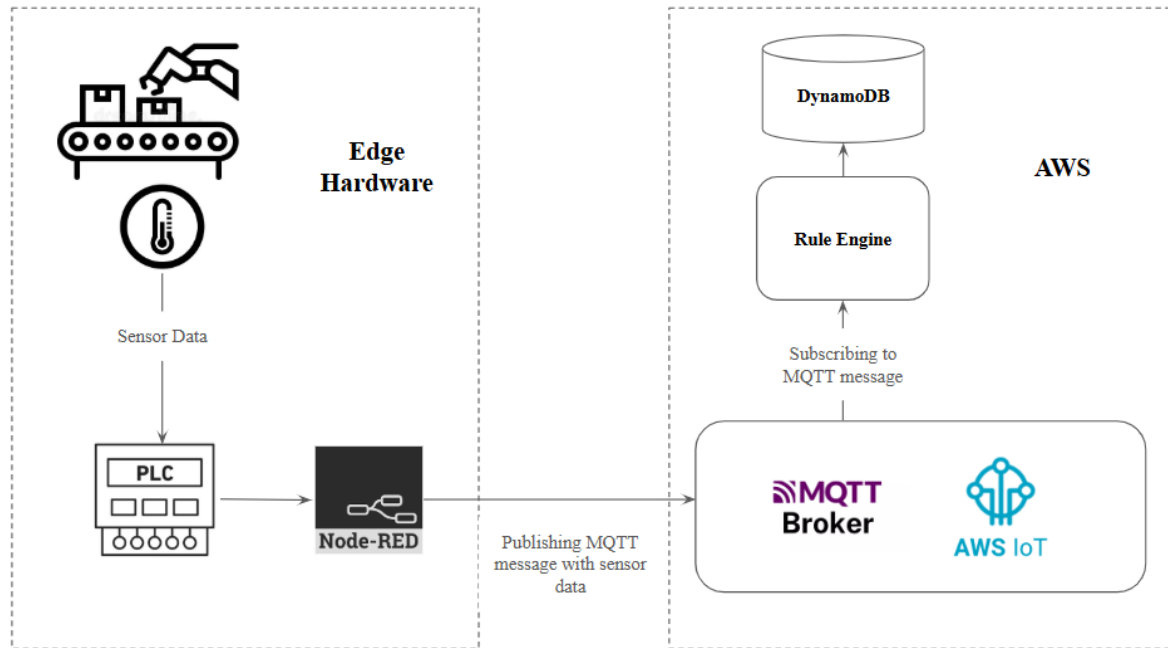 Edge
Hardware
Sensor Data
PLC
Node-RED
Publishing MQTT
message with sensor
data
AWS
DynamoDB
Rule Engine
Subscribing to
MQTT message
MQTT
Broker
AWS IoT